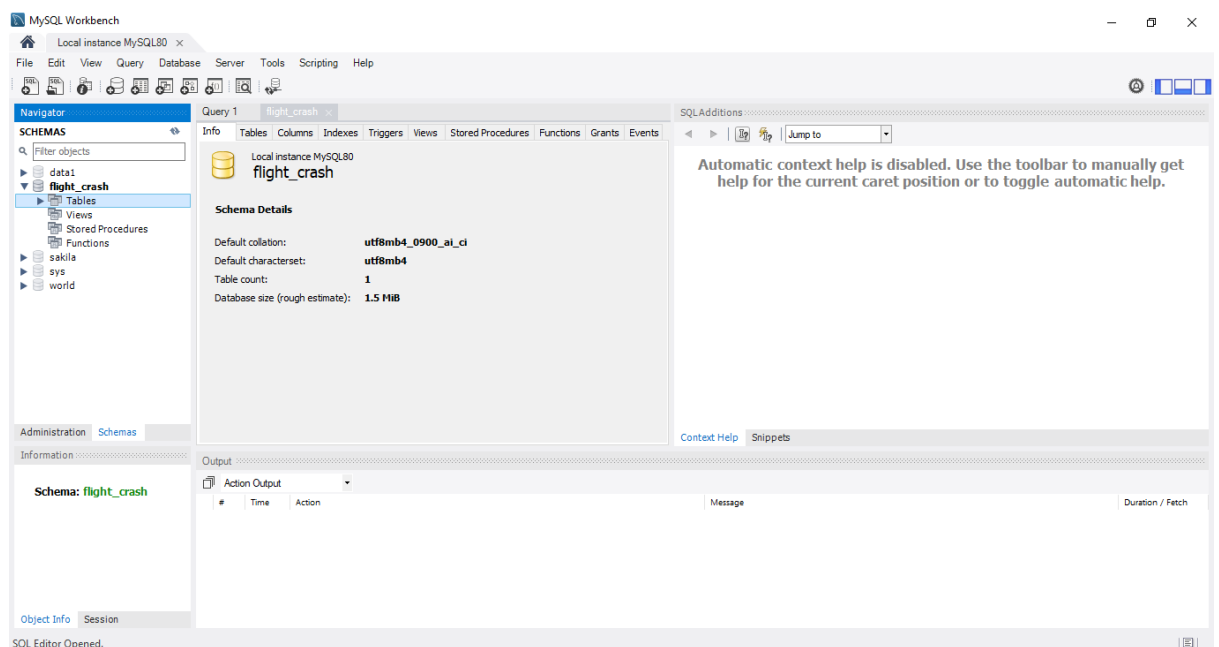 MySQL Workbench
Local instance MySQL80
File Edit View Query Database Server Tools Scripting Help
Navigator
SCHEMAS
Filter objects
data1
flight_crash
Tables
Views
Stored Procedures
Functions
sakila
sys
world
Administration Schemas
Information
Schema: flight_crash
Object Info Session
Query 1 flight_crash
Info Tables Columns Indexes Triggers Views Stored Procedures Functions Grants Events
Local instance MySQL80
flight_crash
Schema Details
Default collation: utf8mb4_0900_ai_ci
Default characterset: utf8mb4
Table count: 1
Database size (rough estimate): 1.5 MiB
SQLAdditions
Jump to
Automatic context help is disabled. Use the toolbar to manually get
help for the current caret position or to toggle automatic help.
Context Help Snippets
Output
Action Output
# Time Action Message Duration / Fetch
SQL Editor Opened.